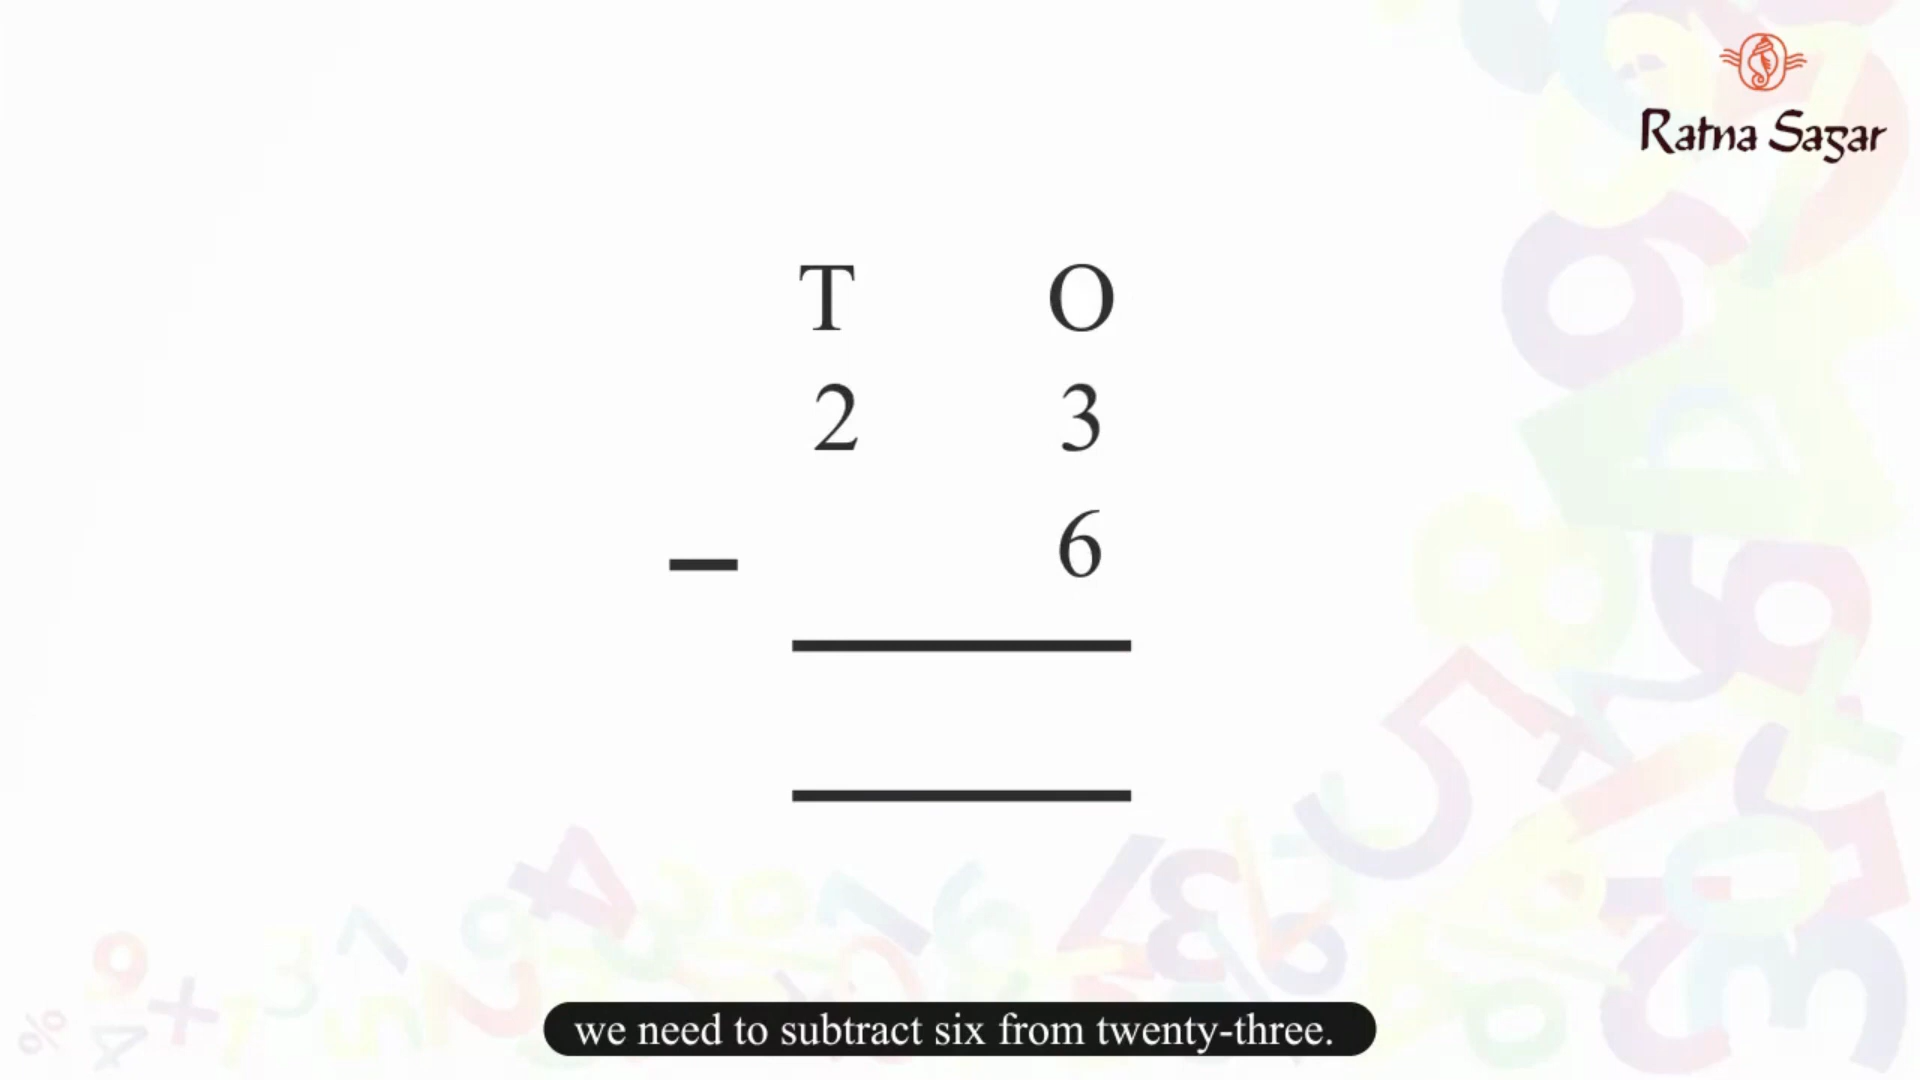 Ratna Sagar
T O
2 3
− 6
we need to subtract six from twenty-three.